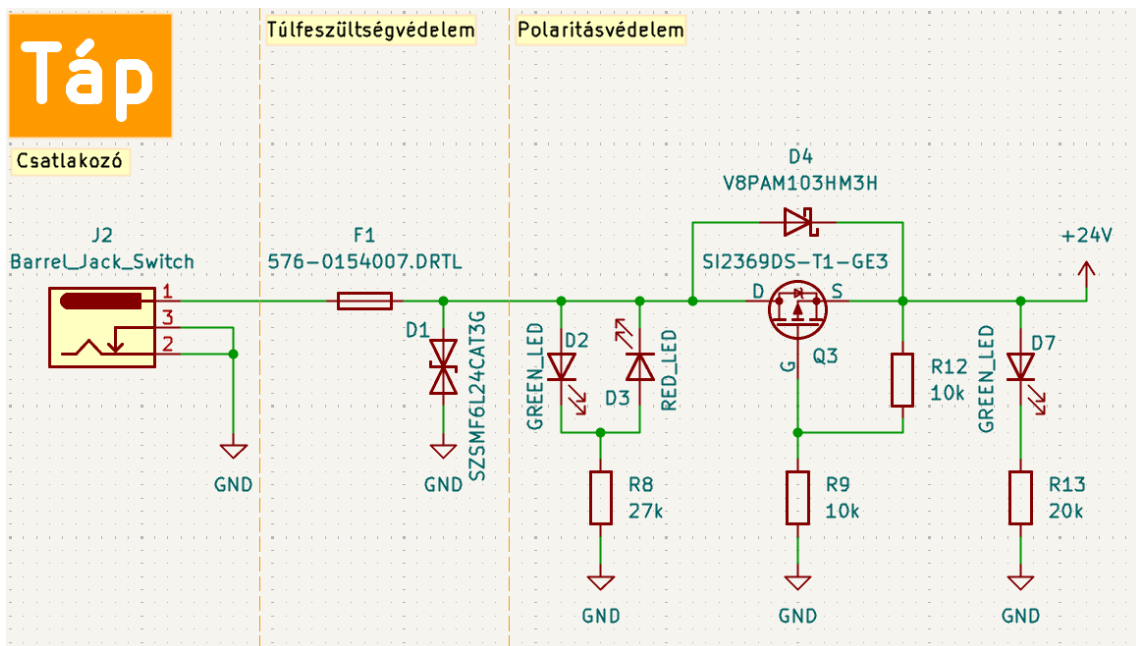 Táp
Túlfeszültségvédelem
Polaritásvédelem
Csatlakozó
J2
Barrel_Jack_Switch
1
3
2
GND
F1
576-0154007.DRTL
D1
SZSMF6L24CAT3G
GND
GREEN_LED
D2
D3
RED_LED
R8
27k
GND
D4
V8PAM103HM3H
SI2369DS-T1-GE3
D
S
G
Q3
R12
10k
R9
10k
GND
+24V
GREEN_LED
D7
R13
20k
GND